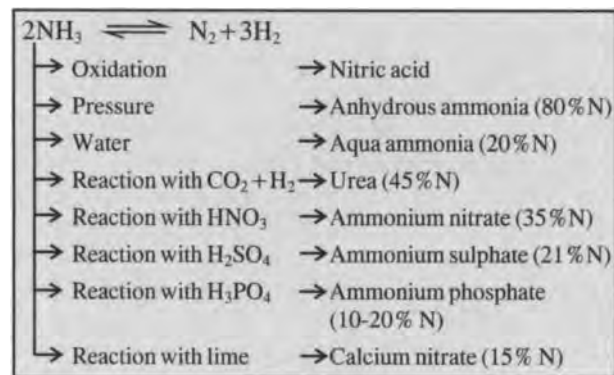 2NH₃ ⇌ N₂+3H₂
→ Oxidation → Nitric acid
→ Pressure → Anhydrous ammonia (80%N)
→ Water → Aqua ammonia (20%N)
→ Reaction with CO₂+H₂ → Urea (45%N)
→ Reaction with HNO₃ → Ammonium nitrate (35%N)
→ Reaction with H₂SO₄ → Ammonium sulphate (21%N)
→ Reaction with H₃PO₄ → Ammonium phosphate
(10-20% N)
→ Reaction with lime → Calcium nitrate (15% N)